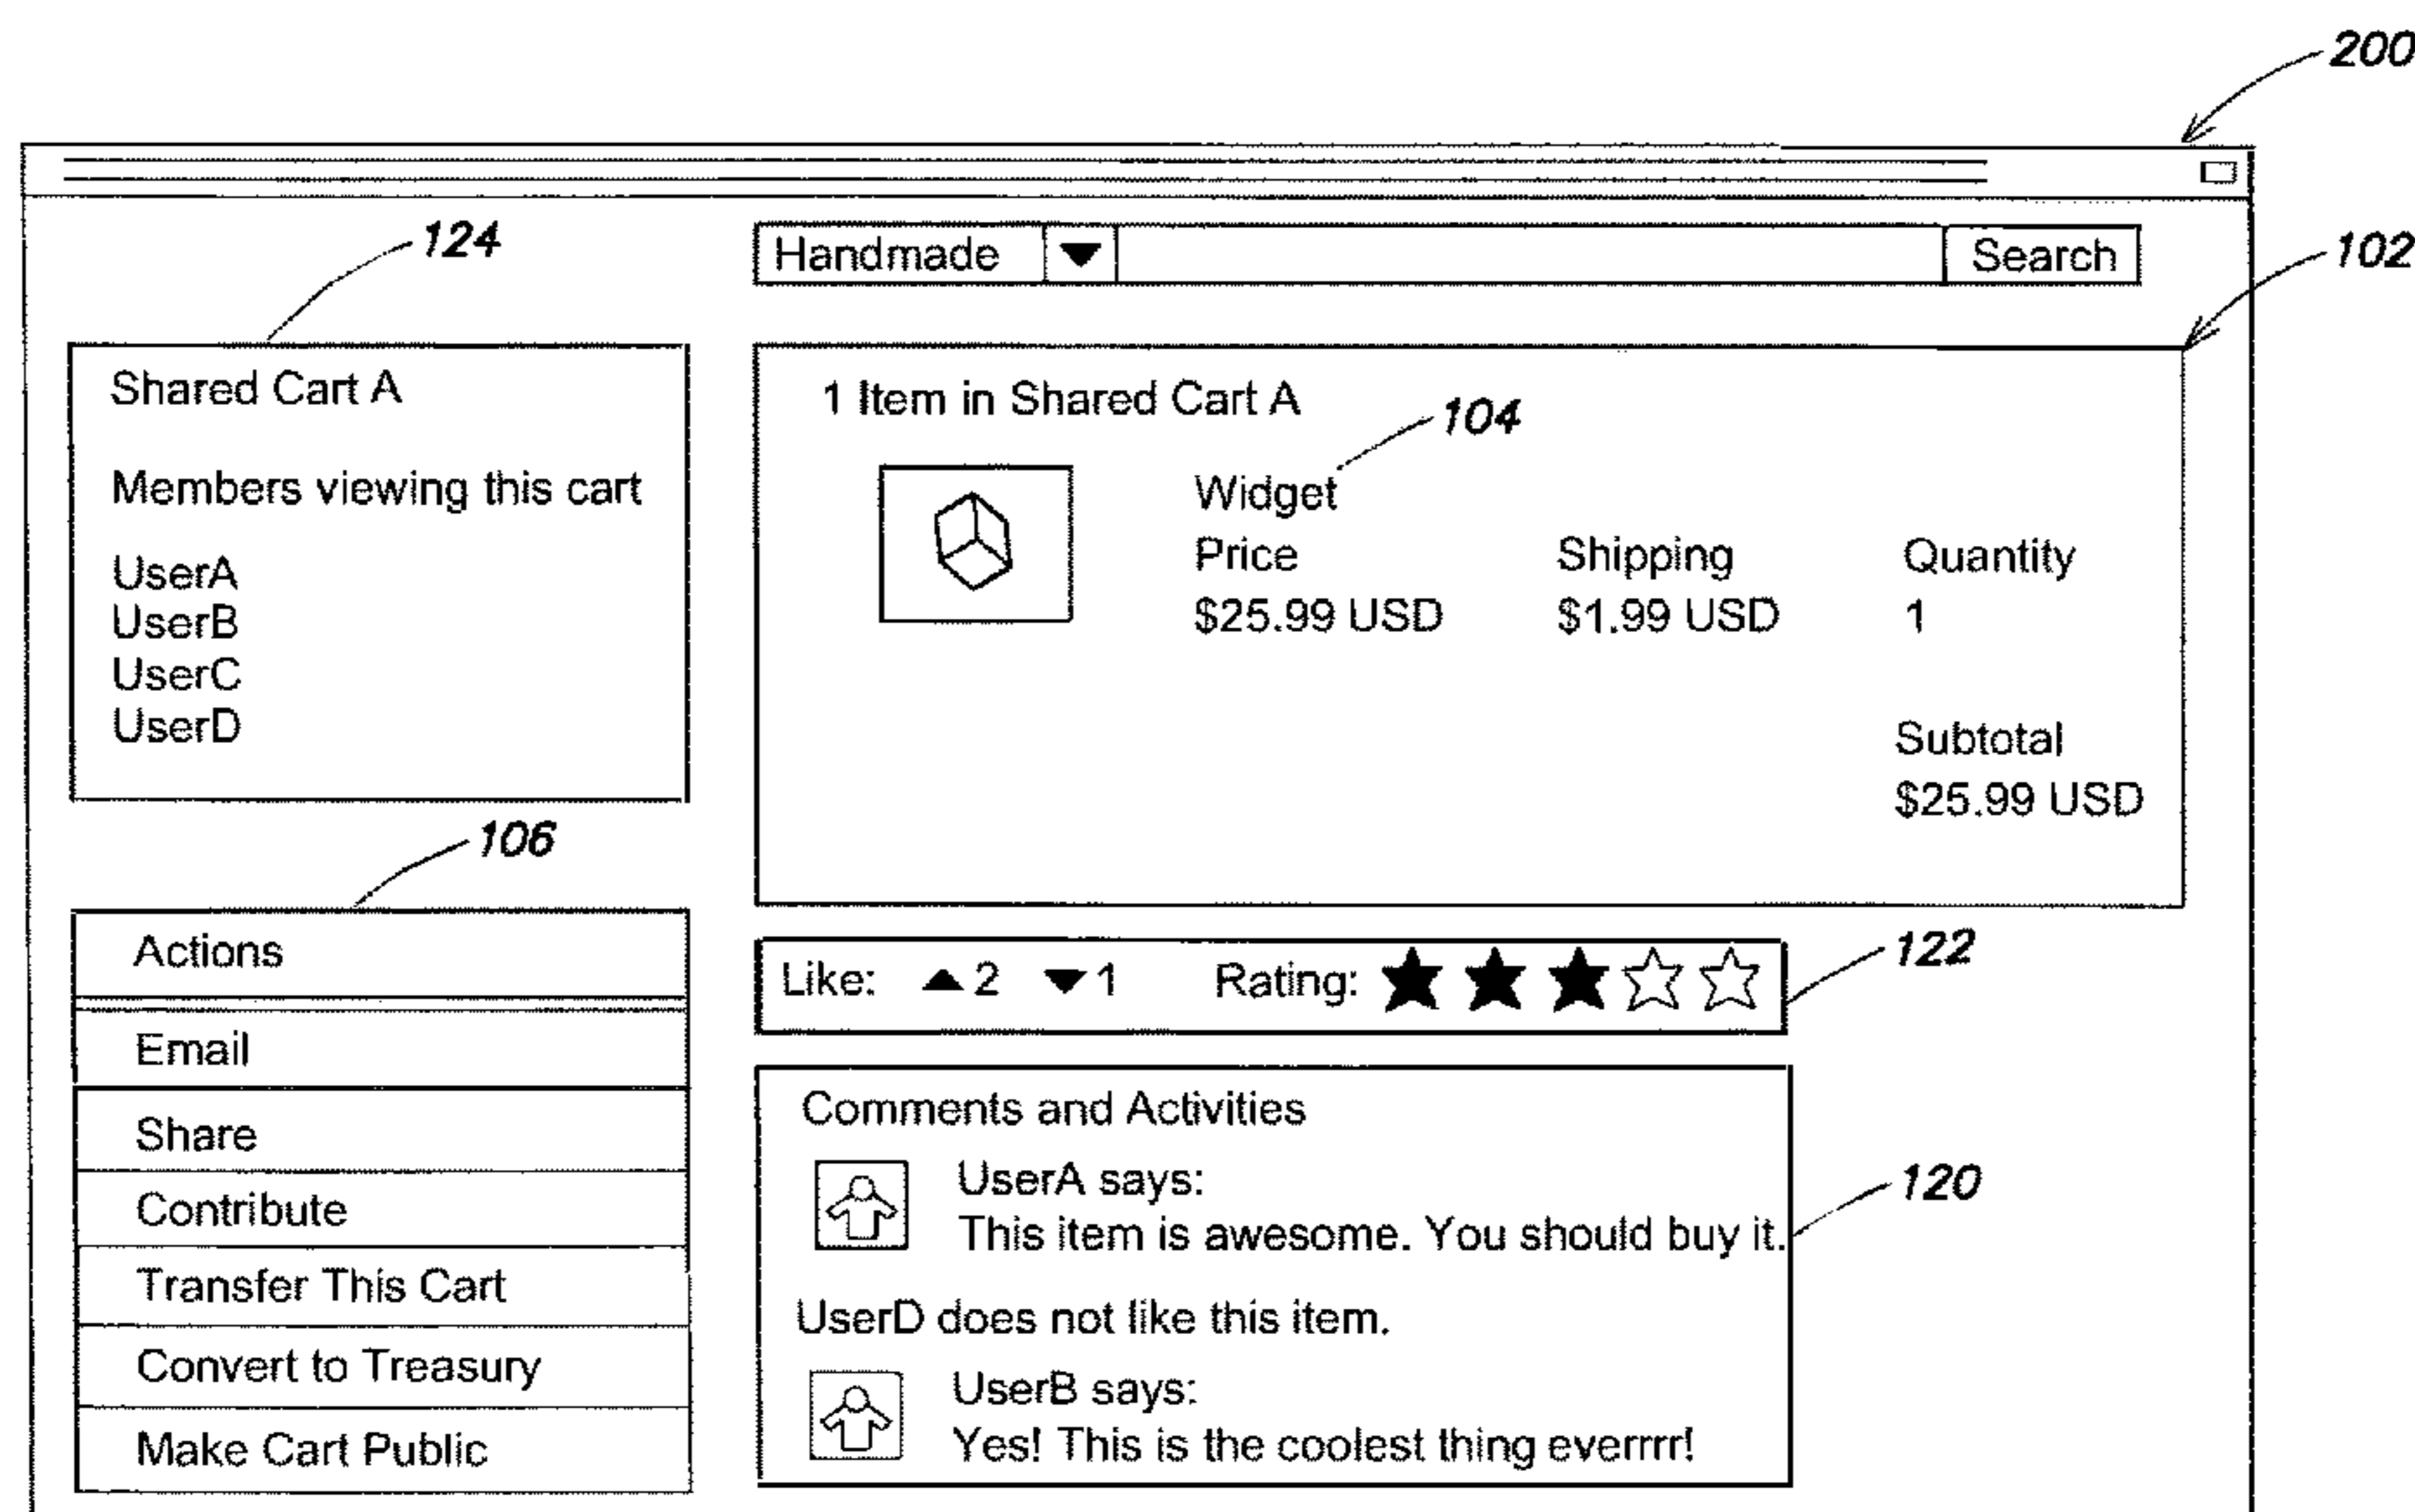 200
Handmade Search
124
102
Shared Cart A
Members viewing this cart
UserA
UserB
UserC
UserD
1 Item in Shared Cart A
104
Widget
Price Shipping Quantity
$25.99 USD $1.99 USD 1
Subtotal
$25.99 USD
106
Actions
Email
Share
Contribute
Transfer This Cart
Convert to Treasury
Make Cart Public
Like: ▲2 ▼1 Rating: ★★★☆☆
122
Comments and Activities
UserA says:
This item is awesome. You should buy it.
120
UserD does not like this item.
UserB says:
Yes! This is the coolest thing everrrr!